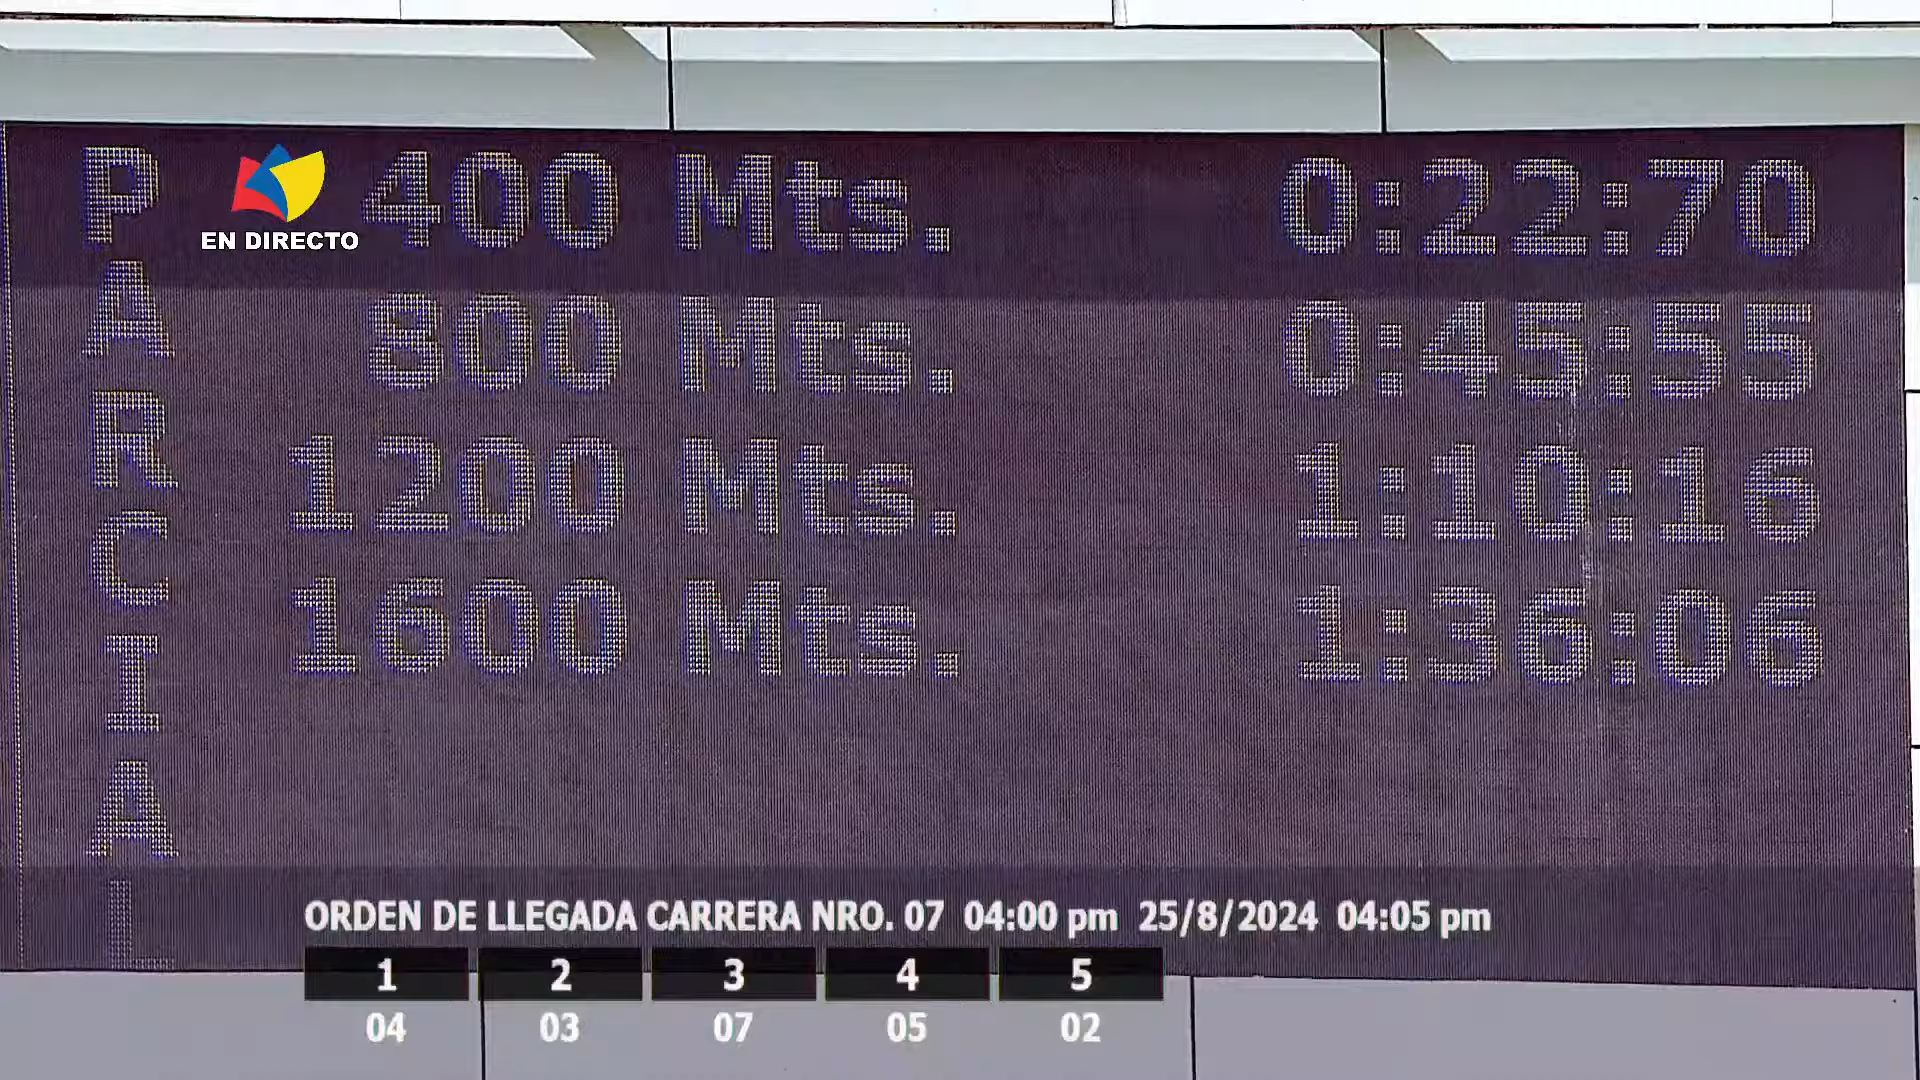 PARCIAL
EN DIRECTO
400 Mts. 0:22:70
800 Mts. 0:45:55
1200 Mts. 1:10:16
1600 Mts. 1:36:06
ORDEN DE LLEGADA CARRERA NRO. 07 04:00 pm 25/8/2024 04:05 pm
1 2 3 4 5
04 03 07 05 02